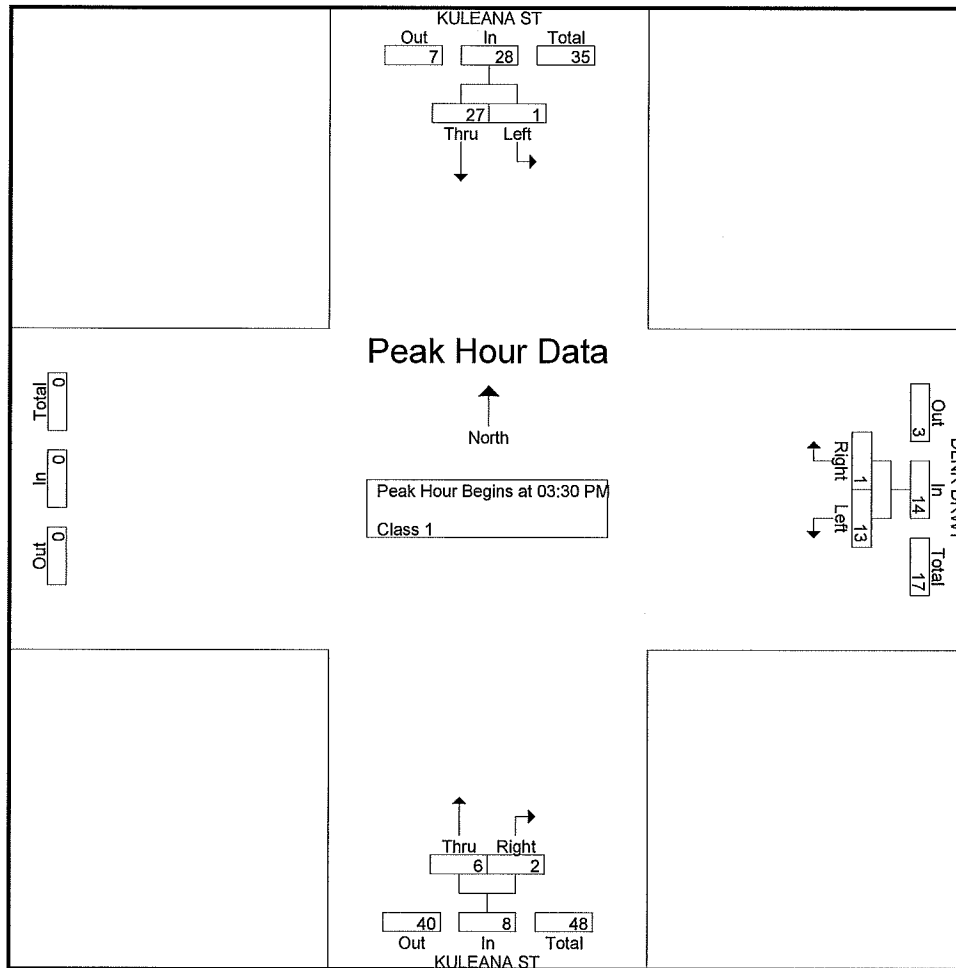 KULEANA ST
Out In Total
7 28 35
27 1
Thru Left
Peak Hour Data
North
Peak Hour Begins at 03:30 PM
Class 1
Total In Out
0 0 0
Out In Total
3 14 17
Right Left
1 13
Thru Right
6 2
40 8 48
Out In Total
KULEANA ST